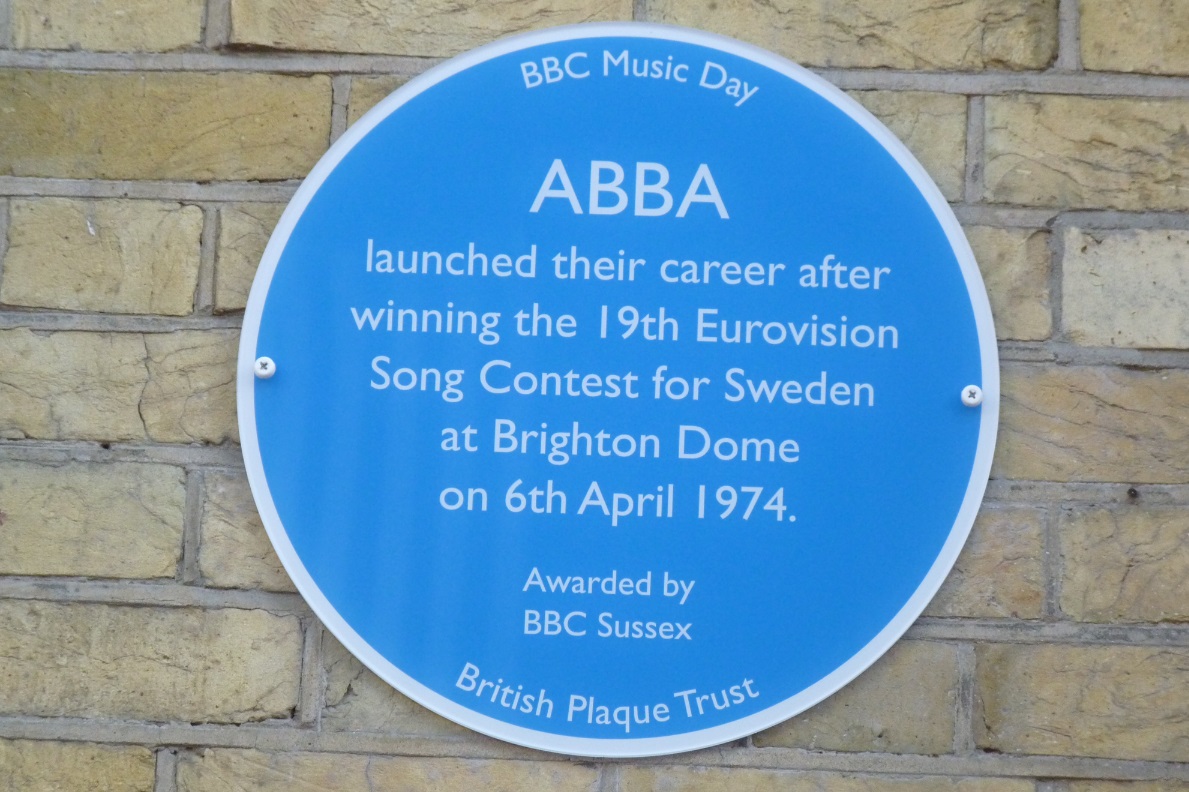 BBC Music Day
ABBA
launched their career after
winning the 19th Eurovision
Song Contest for Sweden
at Brighton Dome
on 6th April 1974.
Awarded by
BBC Sussex
British Plaque Trust